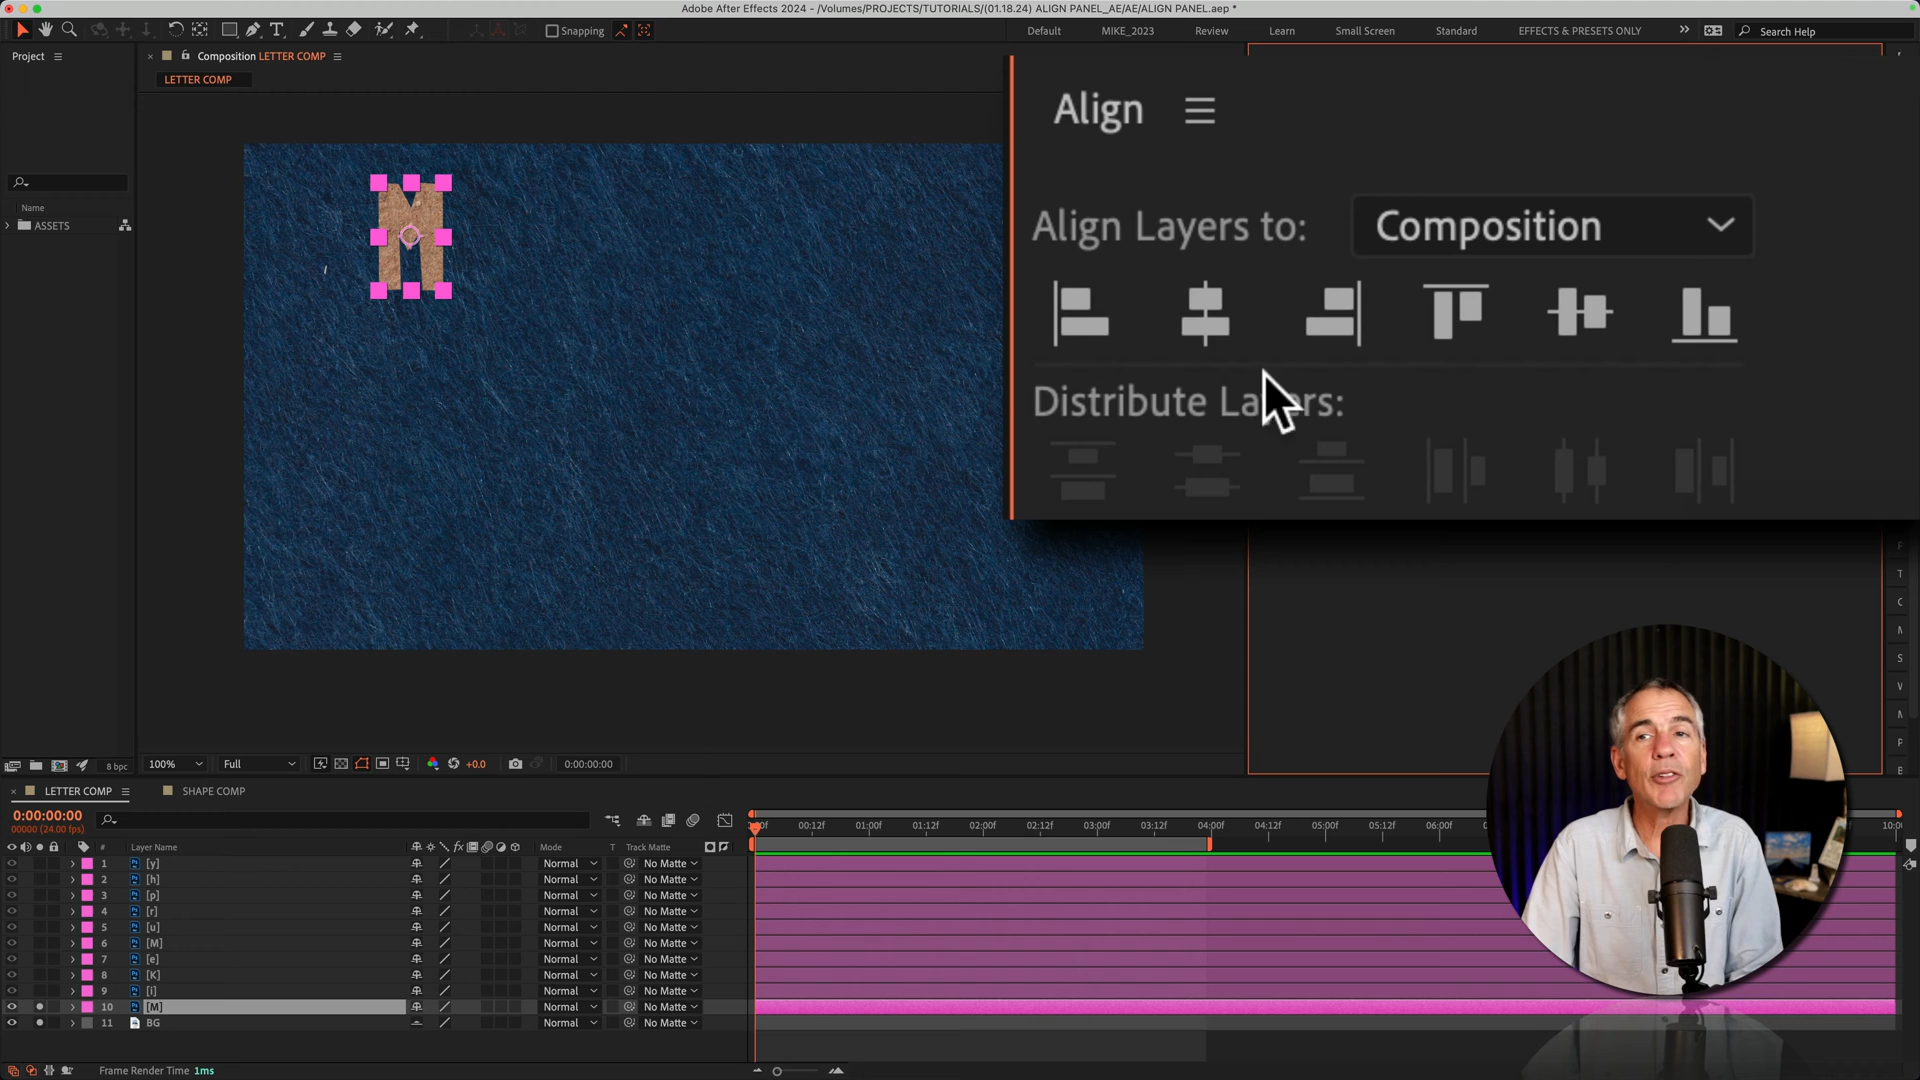 Adobe After Effects 2024 - /Volumes/PROJECTS/TUTORIALS/(01.18.24) ALIGN PANEL_AE/AE/ALIGN PANEL.aep *
Snapping
Default
MIKE_2023
Review
Learn
Small Screen
Standard
EFFECTS & PRESETS ONLY
Search Help
Project
Composition LETTER COMP
LETTER COMP
Name
ASSETS
M
Align
Align Layers to:
Composition
Distribute Layers:
8 bpc
100%
Full
+0.0
0:00:00:00
LETTER COMP
SHAPE COMP
0:00:00:00
00000 (24.00 fps)
00:12f
01:00f
01:12f
02:00f
02:12f
03:00f
03:12f
04:00f
04:12f
05:00f
05:12f
06:00f
# Layer Name Mode T Track Matte
1 [y] Normal No Matte
2 [h] Normal No Matte
3 [p] Normal No Matte
4 [r] Normal No Matte
5 [u] Normal No Matte
6 [M] Normal No Matte
7 [e] Normal No Matte
8 [K] Normal No Matte
9 [i] Normal No Matte
10 [M] Normal No Matte
11 BG Normal No Matte
Frame Render Time 1ms